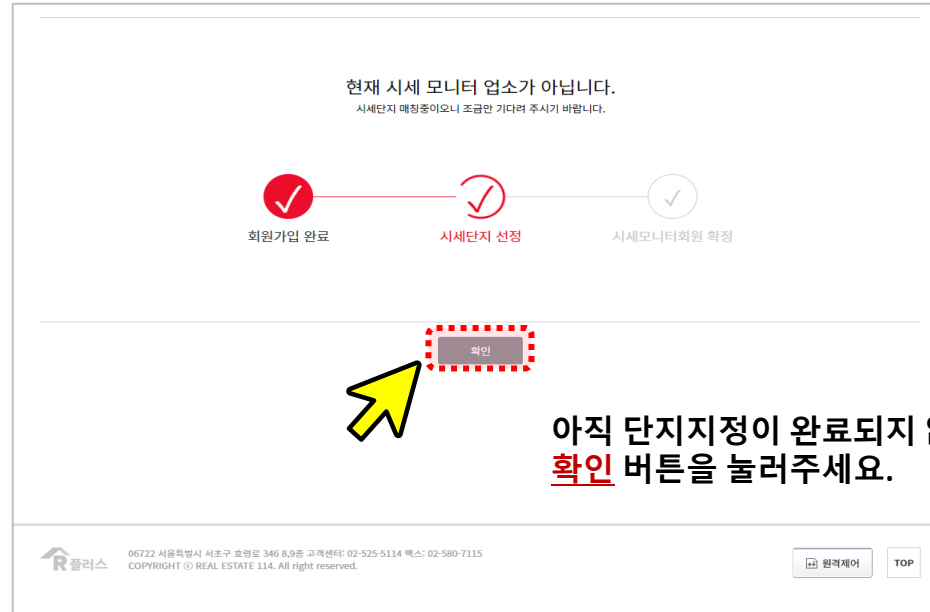 현재 시세 모니터 업소가 아닙니다.
시세단지 매칭중이오니 조금만 기다려 주시기 바랍니다.
회원가입 완료
시세단지 선정
시세모니터회원 확정
확인
아직 단지지정이 완료되지
확인 버튼을 눌러주세요.
R플러스
06722 서울특별시 서초구 효령로 346 8,9층 고객센터: 02-525-5114 팩스: 02-580-7115
COPYRIGHT ⓒ REAL ESTATE 114. All right reserved.
원격제어
TOP